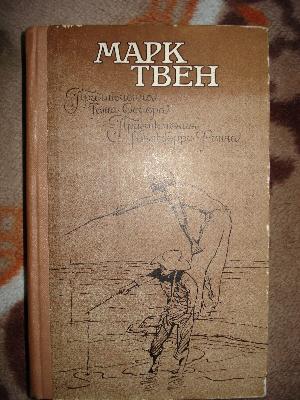 МАРК
ТВЕН
Приключения
Тома Сойера
Приключения
Гекльберри Финна